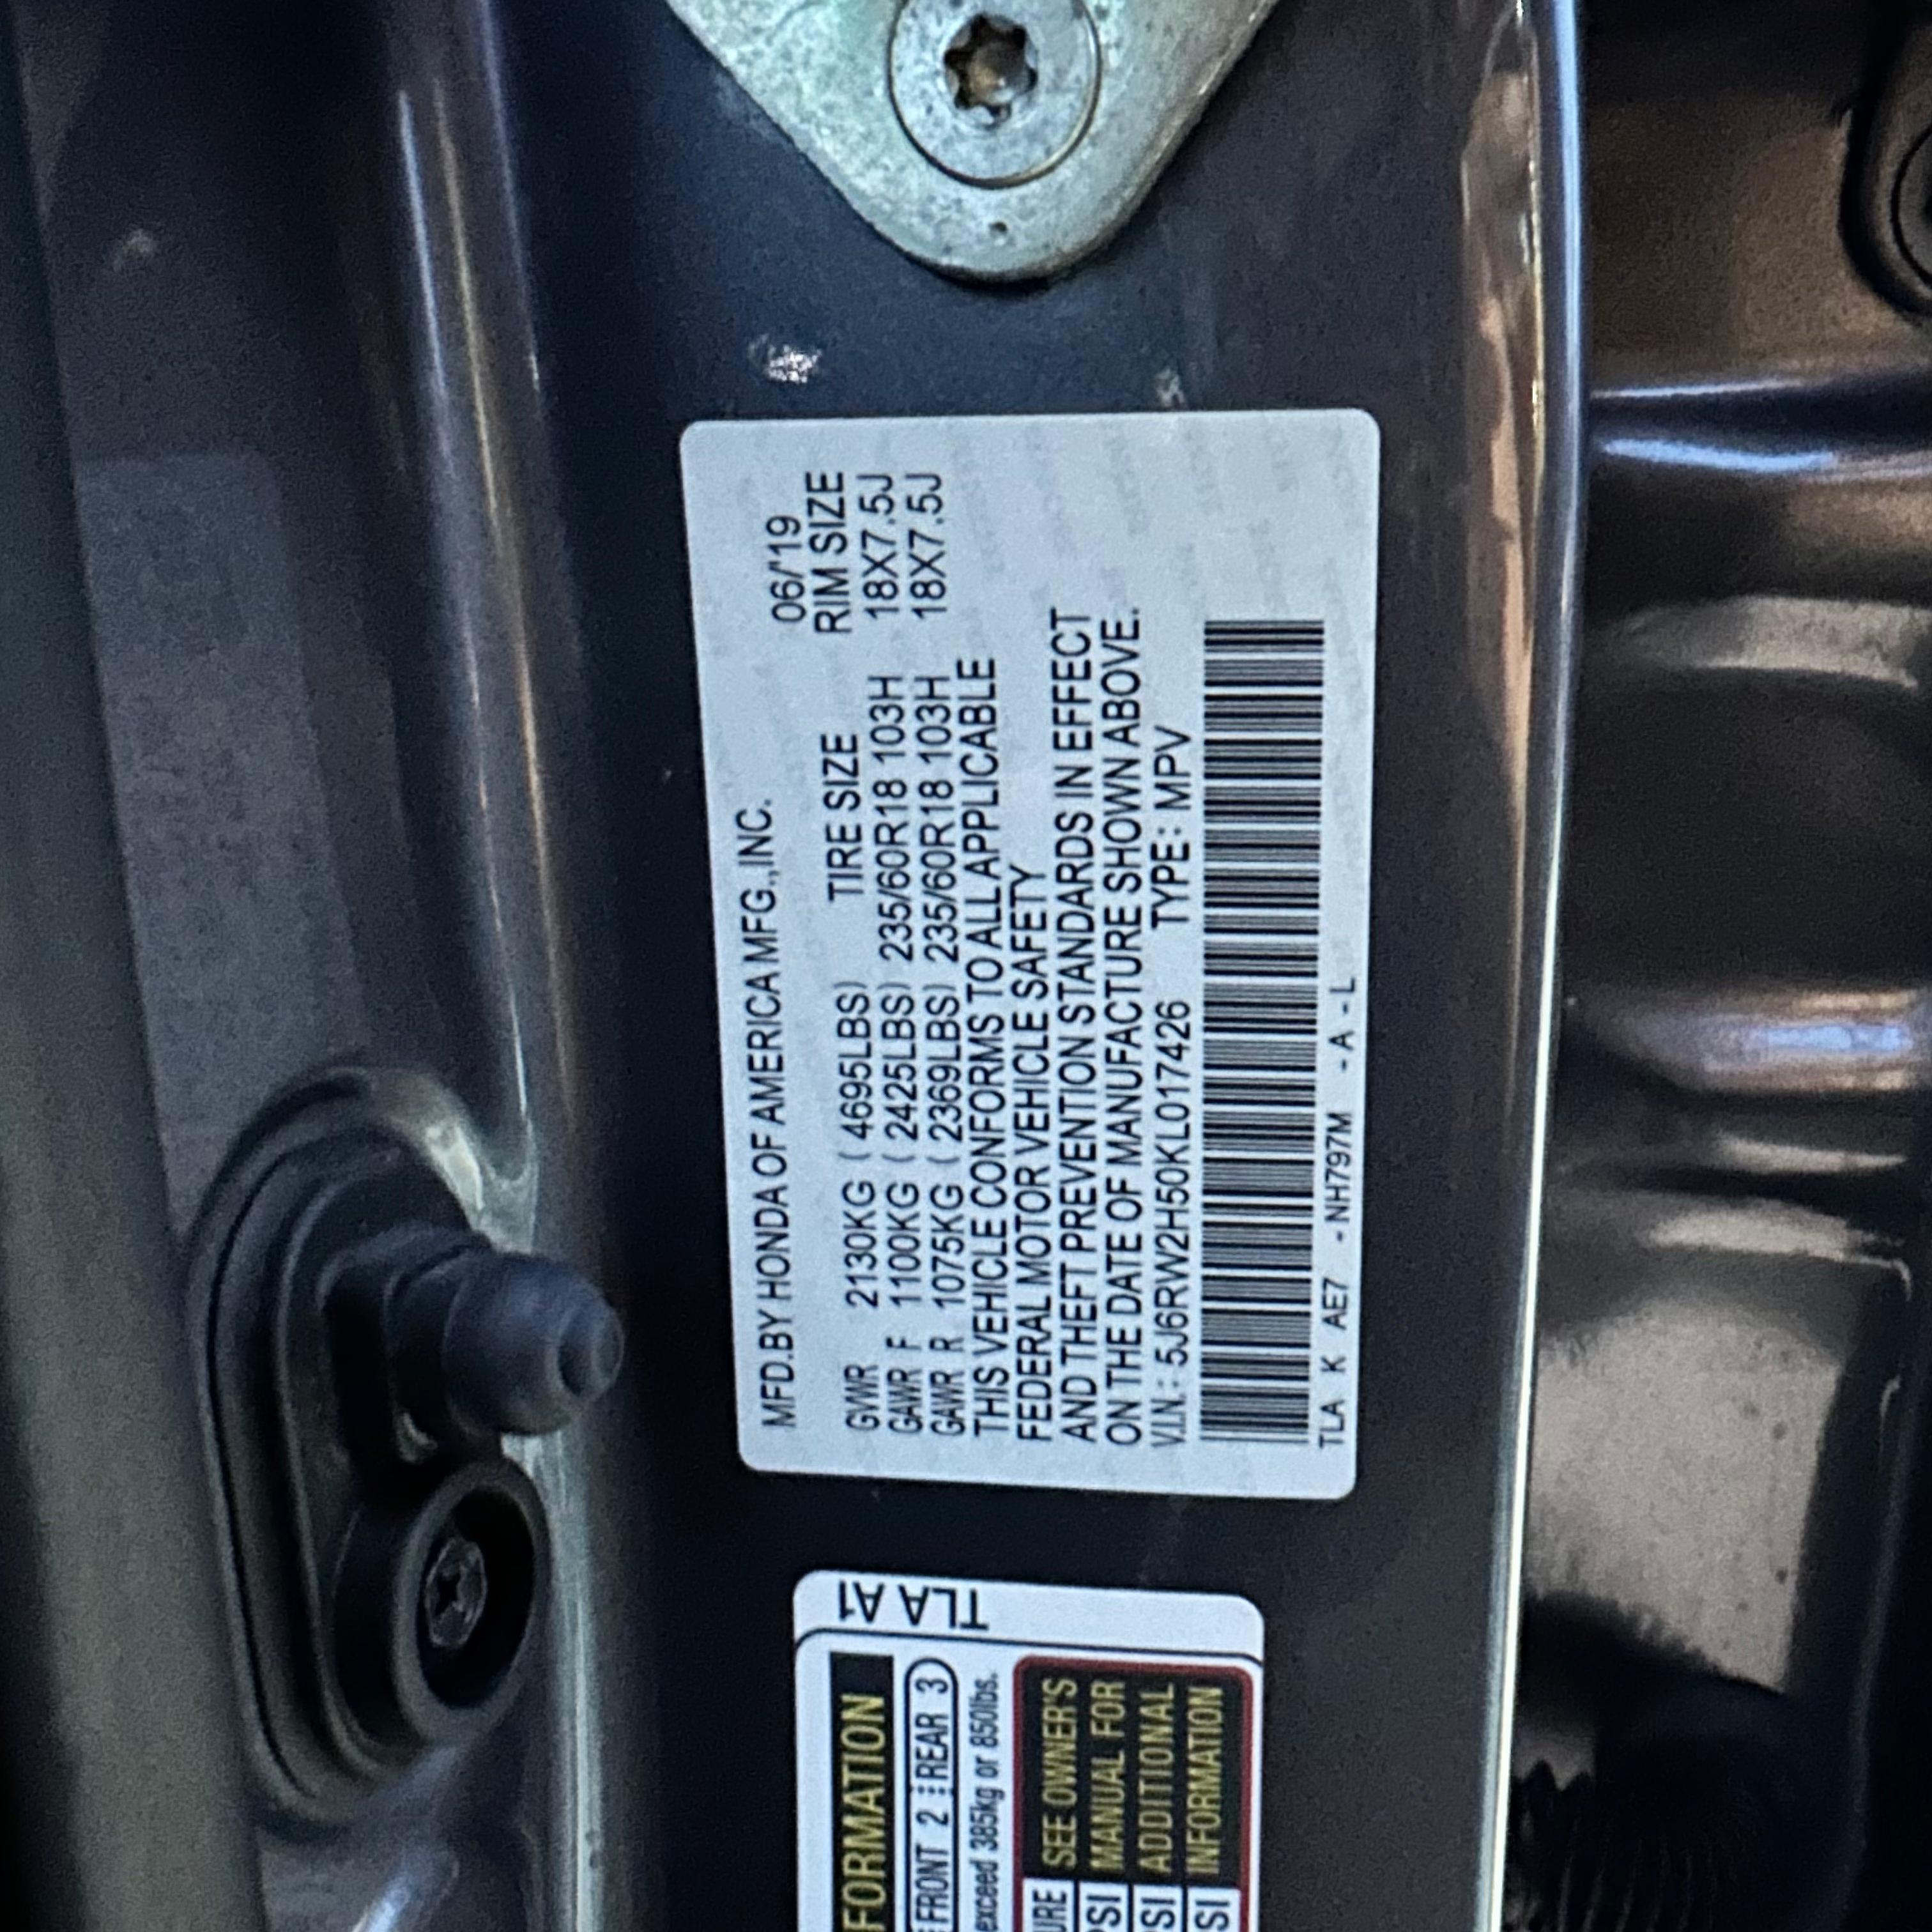 MFD.BY HONDA OF AMERICA MFG.,INC.
06/'19
TIRE SIZE RIM SIZE
GVWR 2130KG ( 4695LBS)
GAWR F 1100KG ( 2425LBS) 235/60R18 103H 18X7.5J
GAWR R 1075KG ( 2369LBS) 235/60R18 103H 18X7.5J
THIS VEHICLE CONFORMS TO ALL APPLICABLE
FEDERAL MOTOR VEHICLE SAFETY
AND THEFT PREVENTION STANDARDS IN EFFECT
ON THE DATE OF MANUFACTURE SHOWN ABOVE.
V.I.N.: 5J6RW2H50KL017426 TYPE: MPV
TLA K AE7 -NH797M -A -L
TLA A1
FORMATION
FRONT 2 REAR 3
exceed 385kg or 850lbs.
URE SEE OWNER'S
PSI MANUAL FOR
SI ADDITIONAL
SI INFORMATION